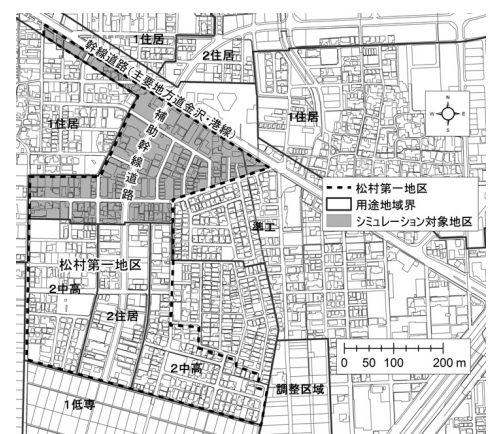 1住居
2住居
幹線道路(主要地方道金沢・港線)
補助幹線道路
1住居
1住居
N
W E
S
松村第一地区
用途地域界
シミュレーション対象地区
準工
松村第一地区
2中高
2住居
2中高
調整区域
1低専
0 50 100 200 m